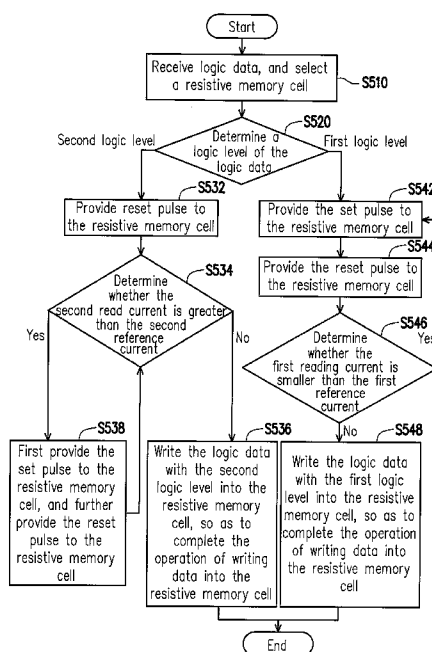 Start
Receive logic data, and select
a resistive memory cell
S510
S520
Second logic level
Determine a
logic level of the
logic data
First logic level
S532
Provide reset pulse to
the resistive memory cell
S542
Provide the set pulse to
the resistive memory cell
S544
Provide the reset pulse to
the resistive memory cell
S534
Determine
whether the
second read current is greater
than the second
reference
current
Yes
No
S546
Determine
whether the
first reading current is
smaller than the first
reference
current
Yes
No
S538
First provide the
set pulse to the
resistive memory
cell, and further
provide the reset
pulse to the
resistive memory
cell
S536
Write the logic data
with the second
logic level into the
resistive memory
cell, so as to
complete the
operation of writing
data into the
resistive memory cell
S548
Write the logic data
with the first logic
level into the resistive
memory cell, so as to
complete the operation
of writing data into
the resistive memory
cell
End